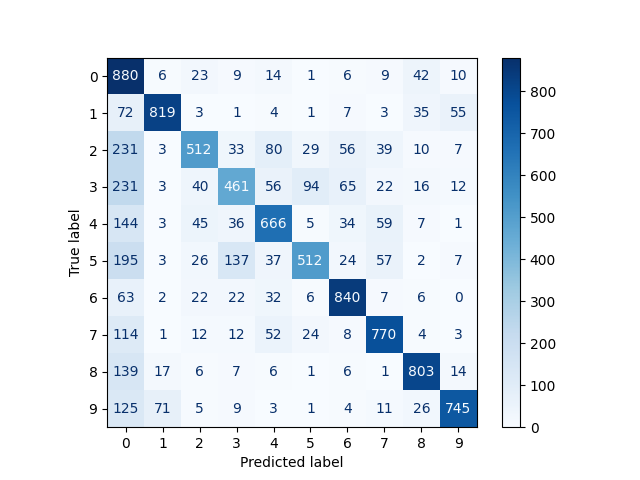 0 880 6 23 9 14 1 6 9 42 10
1 72 819 3 1 4 1 7 3 35 55
2 231 3 512 33 80 29 56 39 10 7
3 231 3 40 461 56 94 65 22 16 12
4 144 3 45 36 666 5 34 59 7 1
5 195 3 26 137 37 512 24 57 2 7
6 63 2 22 22 32 6 840 7 6 0
7 114 1 12 12 52 24 8 770 4 3
8 139 17 6 7 6 1 6 1 803 14
9 125 71 5 9 3 1 4 11 26 745
0 1 2 3 4 5 6 7 8 9
Predicted label
True label
800
700
600
500
400
300
200
100
0